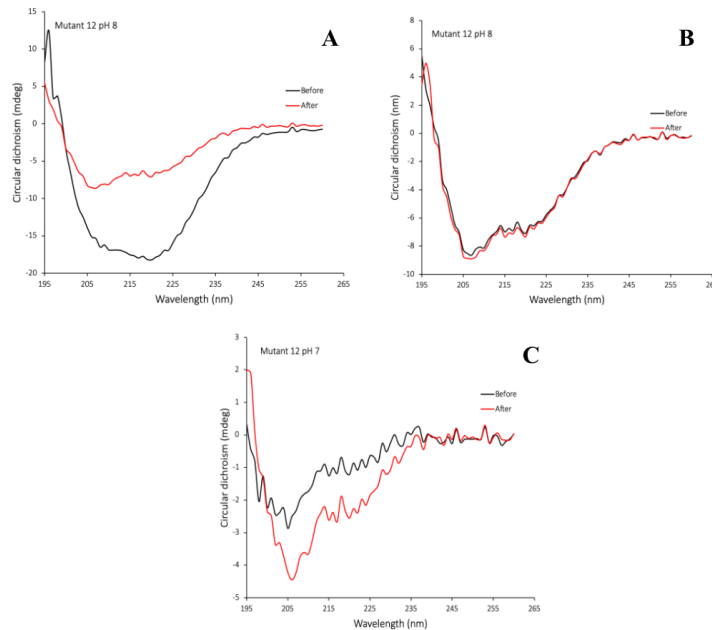 Mutant 12 pH 8
A
Before
After
Circular dichroism (mdeg)
15
10
5
0
-5
-10
-15
-20
195 205 215 225 235 245 255 265
Wavelength (nm)
Mutant 12 pH 8
B
Before
After
Circular dichroism (nm)
8
6
4
2
0
-2
-4
-6
-8
-10
195 205 215 225 235 245 255 265
Wavelength (nm)
Mutant 12 pH 7
C
Before
After
Circular dichroism (mdeg)
3
2
1
0
-1
-2
-3
-4
-5
195 205 215 225 235 245 255 265
Wavelength (nm)